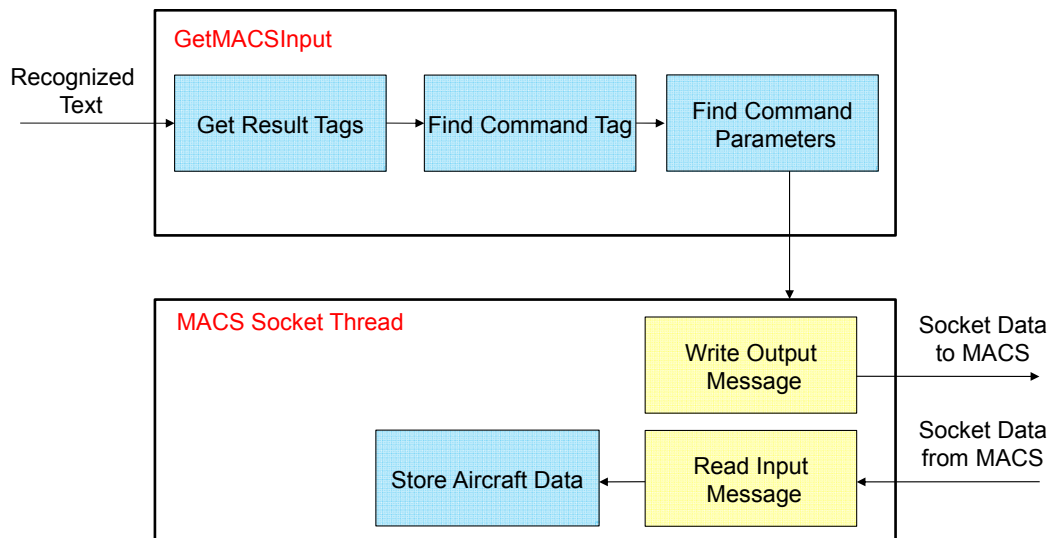 GetMACSInput
Recognized
Text
Get Result Tags
Find Command Tag
Find Command
Parameters
MACS Socket Thread
Write Output
Message
Socket Data
to MACS
Store Aircraft Data
Read Input
Message
Socket Data
from MACS